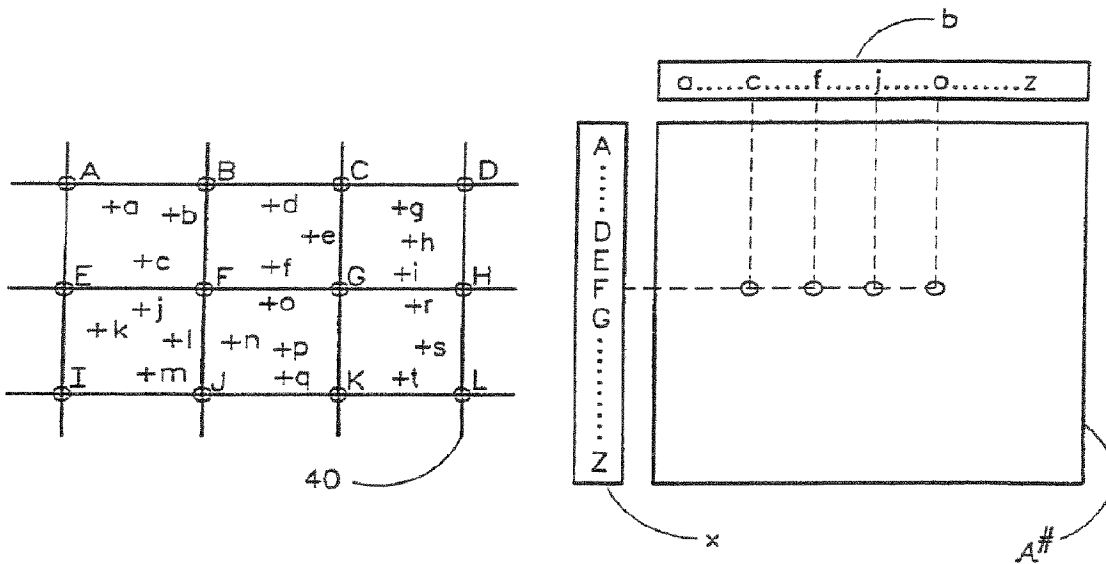 b
a.....c.....f.....j.....o.......z
A B C D
+a +b +d +g
+e +h
+c +f +i
E F G H
+j +o +r
+k +l +n +p +s
+m +q +t
I J K L
40
A
D
E
F
G
Z
x
A#